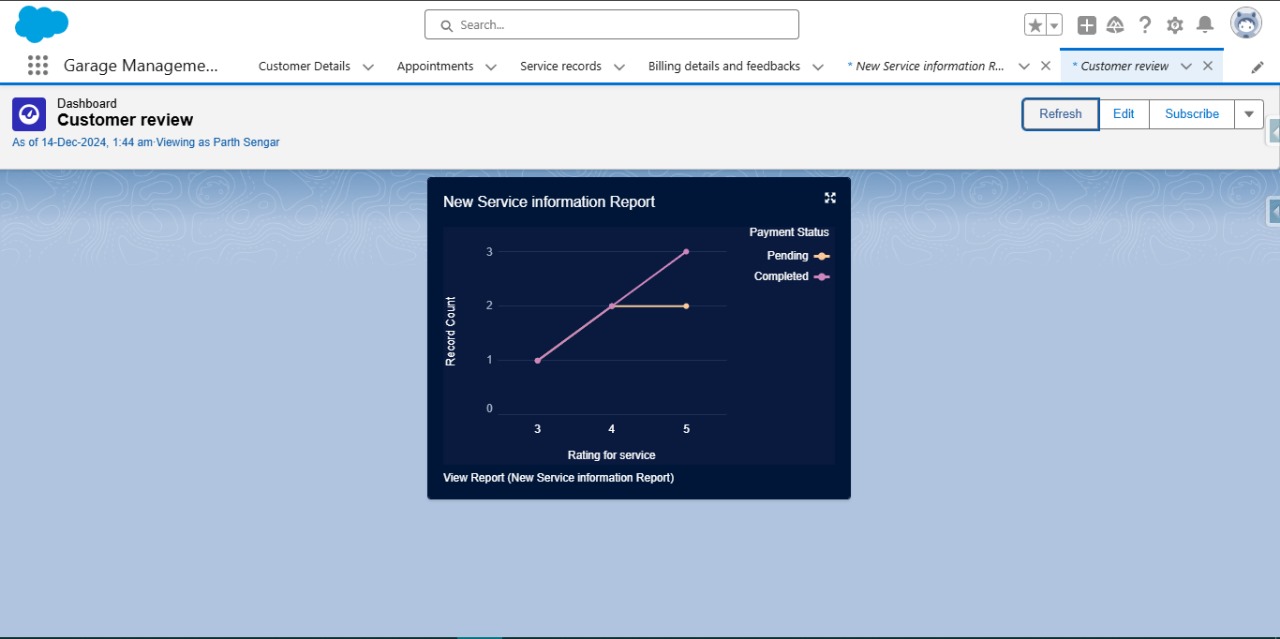 Search...
Garage Manageme...
Customer Details
Appointments
Service records
Billing details and feedbacks
* New Service information R...
* Customer review
Dashboard
Customer review
As of 14-Dec-2024, 1:44 am·Viewing as Parth Sengar
Refresh
Edit
Subscribe
New Service information Report
Payment Status
Pending
Completed
Record Count
3
2
1
0
3 4 5
Rating for service
View Report (New Service information Report)